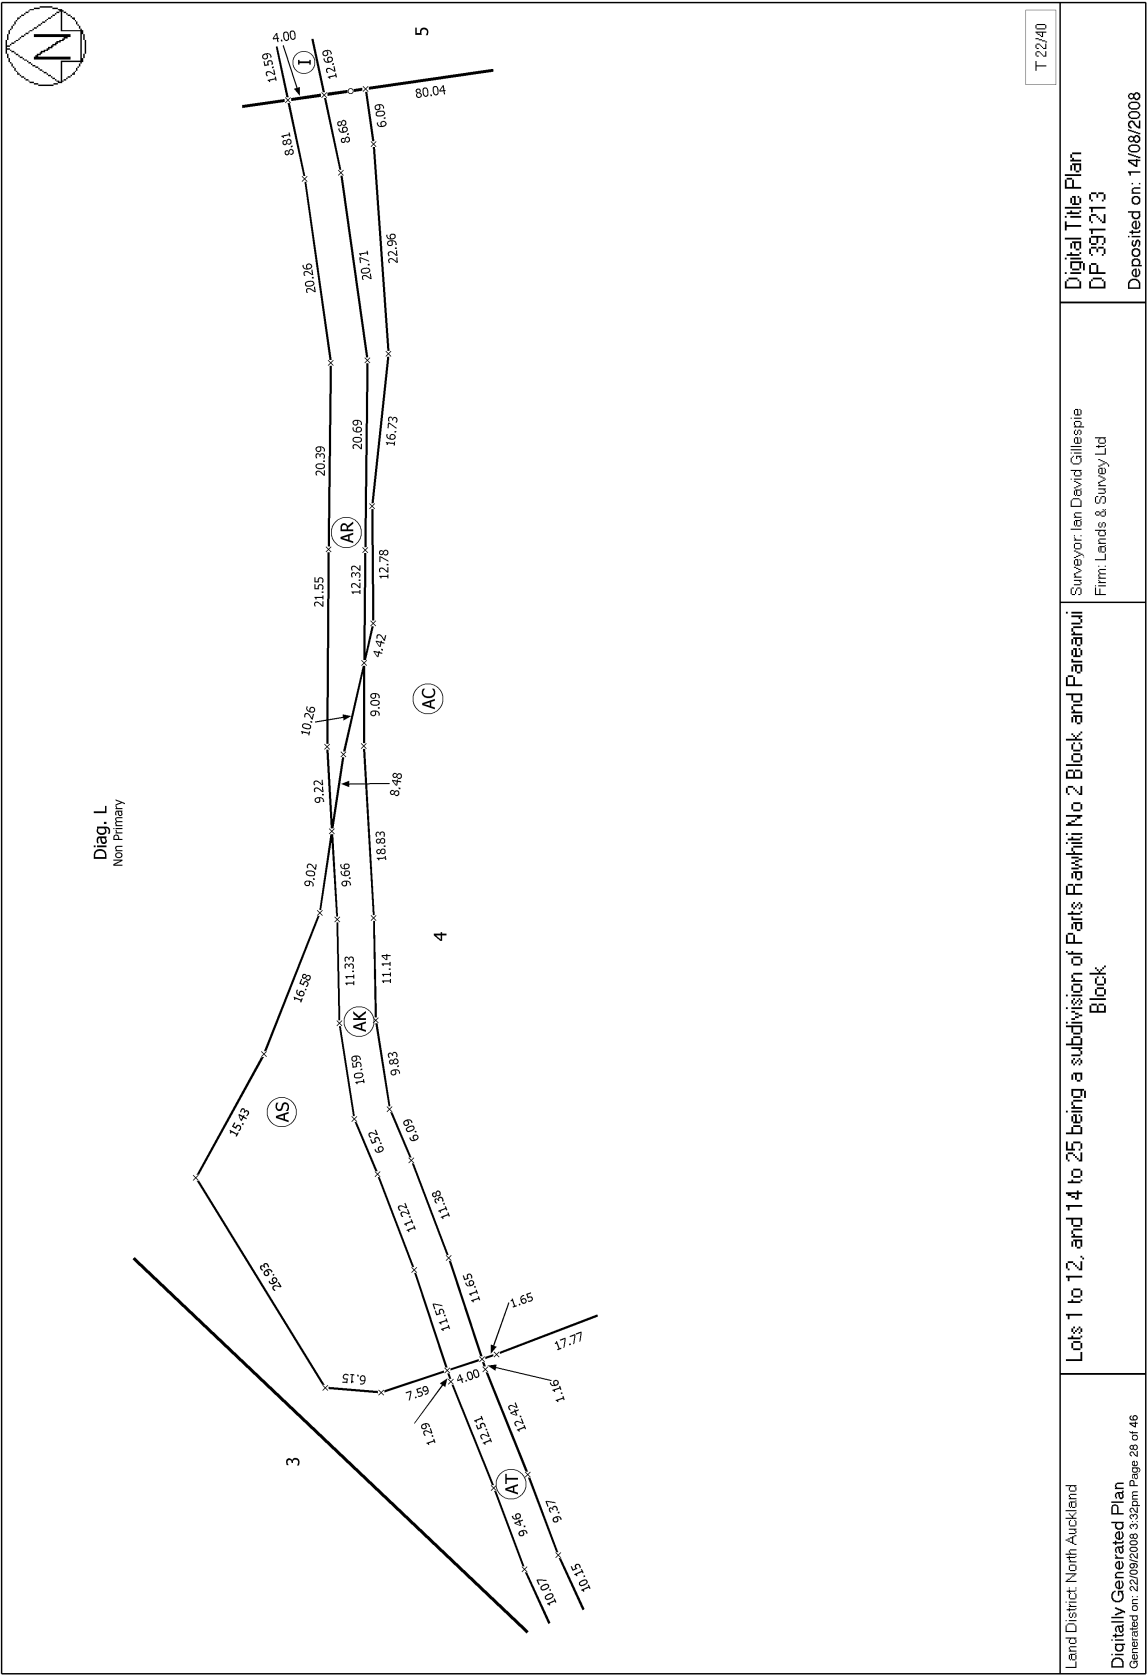 N
T 22/40
Diag. L
Non Primary
3
4
5
AS
AR
AK
AC
AT
I
4.00
12.59
12.69
80.04
6.09
8.81
8.68
20.26
20.71
22.96
20.39
20.69
16.73
21.55
12.32
12.78
4.42
10.26
9.09
9.22
8.48
9.02
9.66
18.83
16.58
11.33
11.14
15.43
10.59
9.83
6.52
6.09
11.22
11.38
26.93
11.57
11.65
1.65
17.77
6.15
7.59
4.00
1.29
1.16
12.51
12.42
9.46
9.37
10.07
10.15
Land District: North Auckland
Digitally Generated Plan
Generated on: 22/09/2008 3:32pm Page 28 of 46
Lots 1 to 12, and 14 to 25 being a subdivision of Parts Rawhiti No 2 Block and Pareanui
Block
Surveyor: Ian David Gillespie
Firm: Lands & Survey Ltd
Digital Title Plan
DP 391213
Deposited on: 14/08/2008